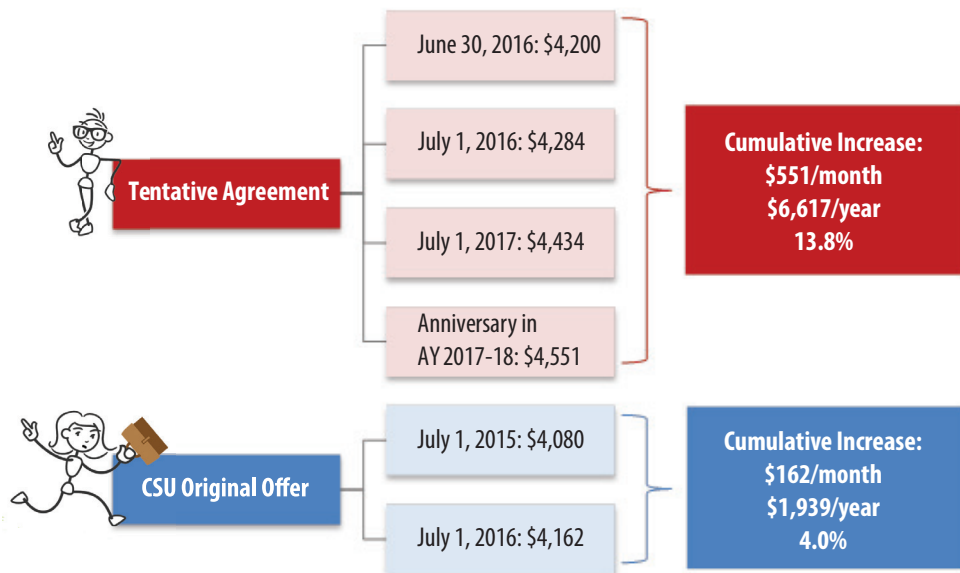 Tentative Agreement
June 30, 2016: $4,200
July 1, 2016: $4,284
July 1, 2017: $4,434
Anniversary in
AY 2017-18: $4,551
Cumulative Increase:
$551/month
$6,617/year
13.8%
CSU Original Offer
July 1, 2015: $4,080
July 1, 2016: $4,162
Cumulative Increase:
$162/month
$1,939/year
4.0%